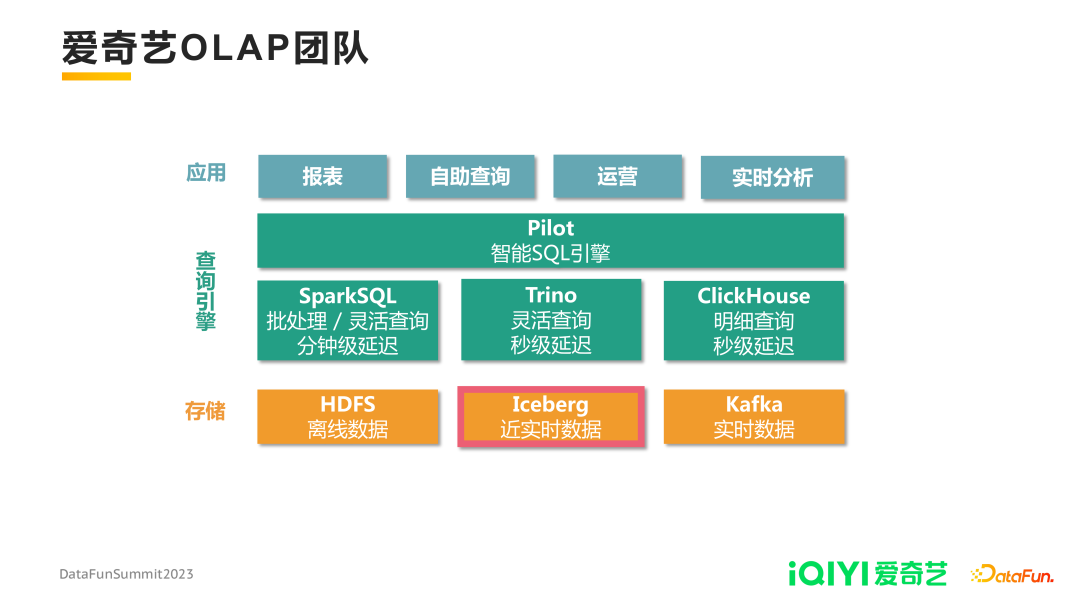 爱奇艺OLAP团队
应用
报表
自助查询
运营
实时分析
查询引擎
Pilot
智能SQL引擎
SparkSQL
批处理 / 灵活查询
分钟级延迟
Trino
灵活查询
秒级延迟
ClickHouse
明细查询
秒级延迟
存储
HDFS
离线数据
Iceberg
近实时数据
Kafka
实时数据
DataFunSummit2023
iQIYI 爱奇艺
DataFun.